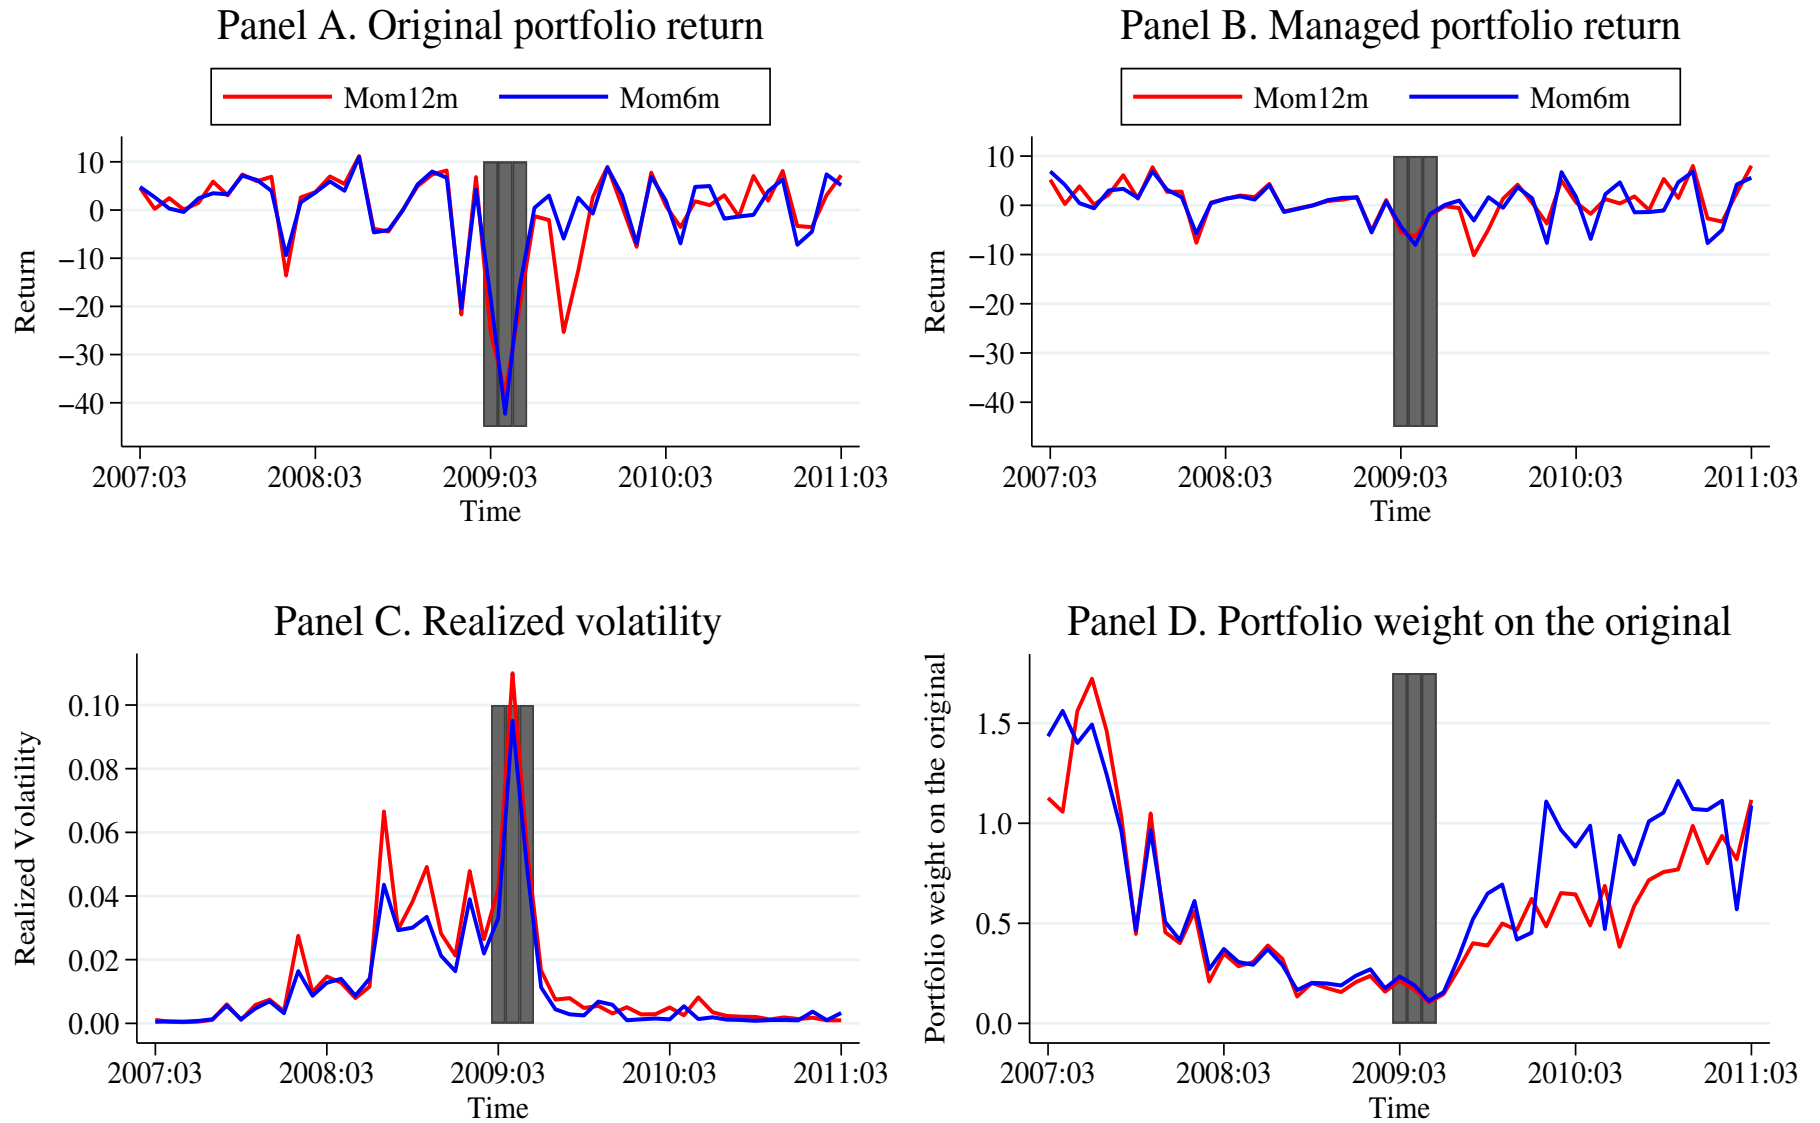 Panel A. Original portfolio return
Mom12m Mom6m
Return
10
0
−10
−20
−30
−40
2007:03 2008:03 2009:03 2010:03 2011:03
Time
Panel B. Managed portfolio return
Mom12m Mom6m
Return
10
0
−10
−20
−30
−40
2007:03 2008:03 2009:03 2010:03 2011:03
Time
Panel C. Realized volatility
Realized Volatility
0.10
0.08
0.06
0.04
0.02
0.00
2007:03 2008:03 2009:03 2010:03 2011:03
Time
Panel D. Portfolio weight on the original
Portfolio weight on the original
1.5
1.0
0.5
0.0
2007:03 2008:03 2009:03 2010:03 2011:03
Time